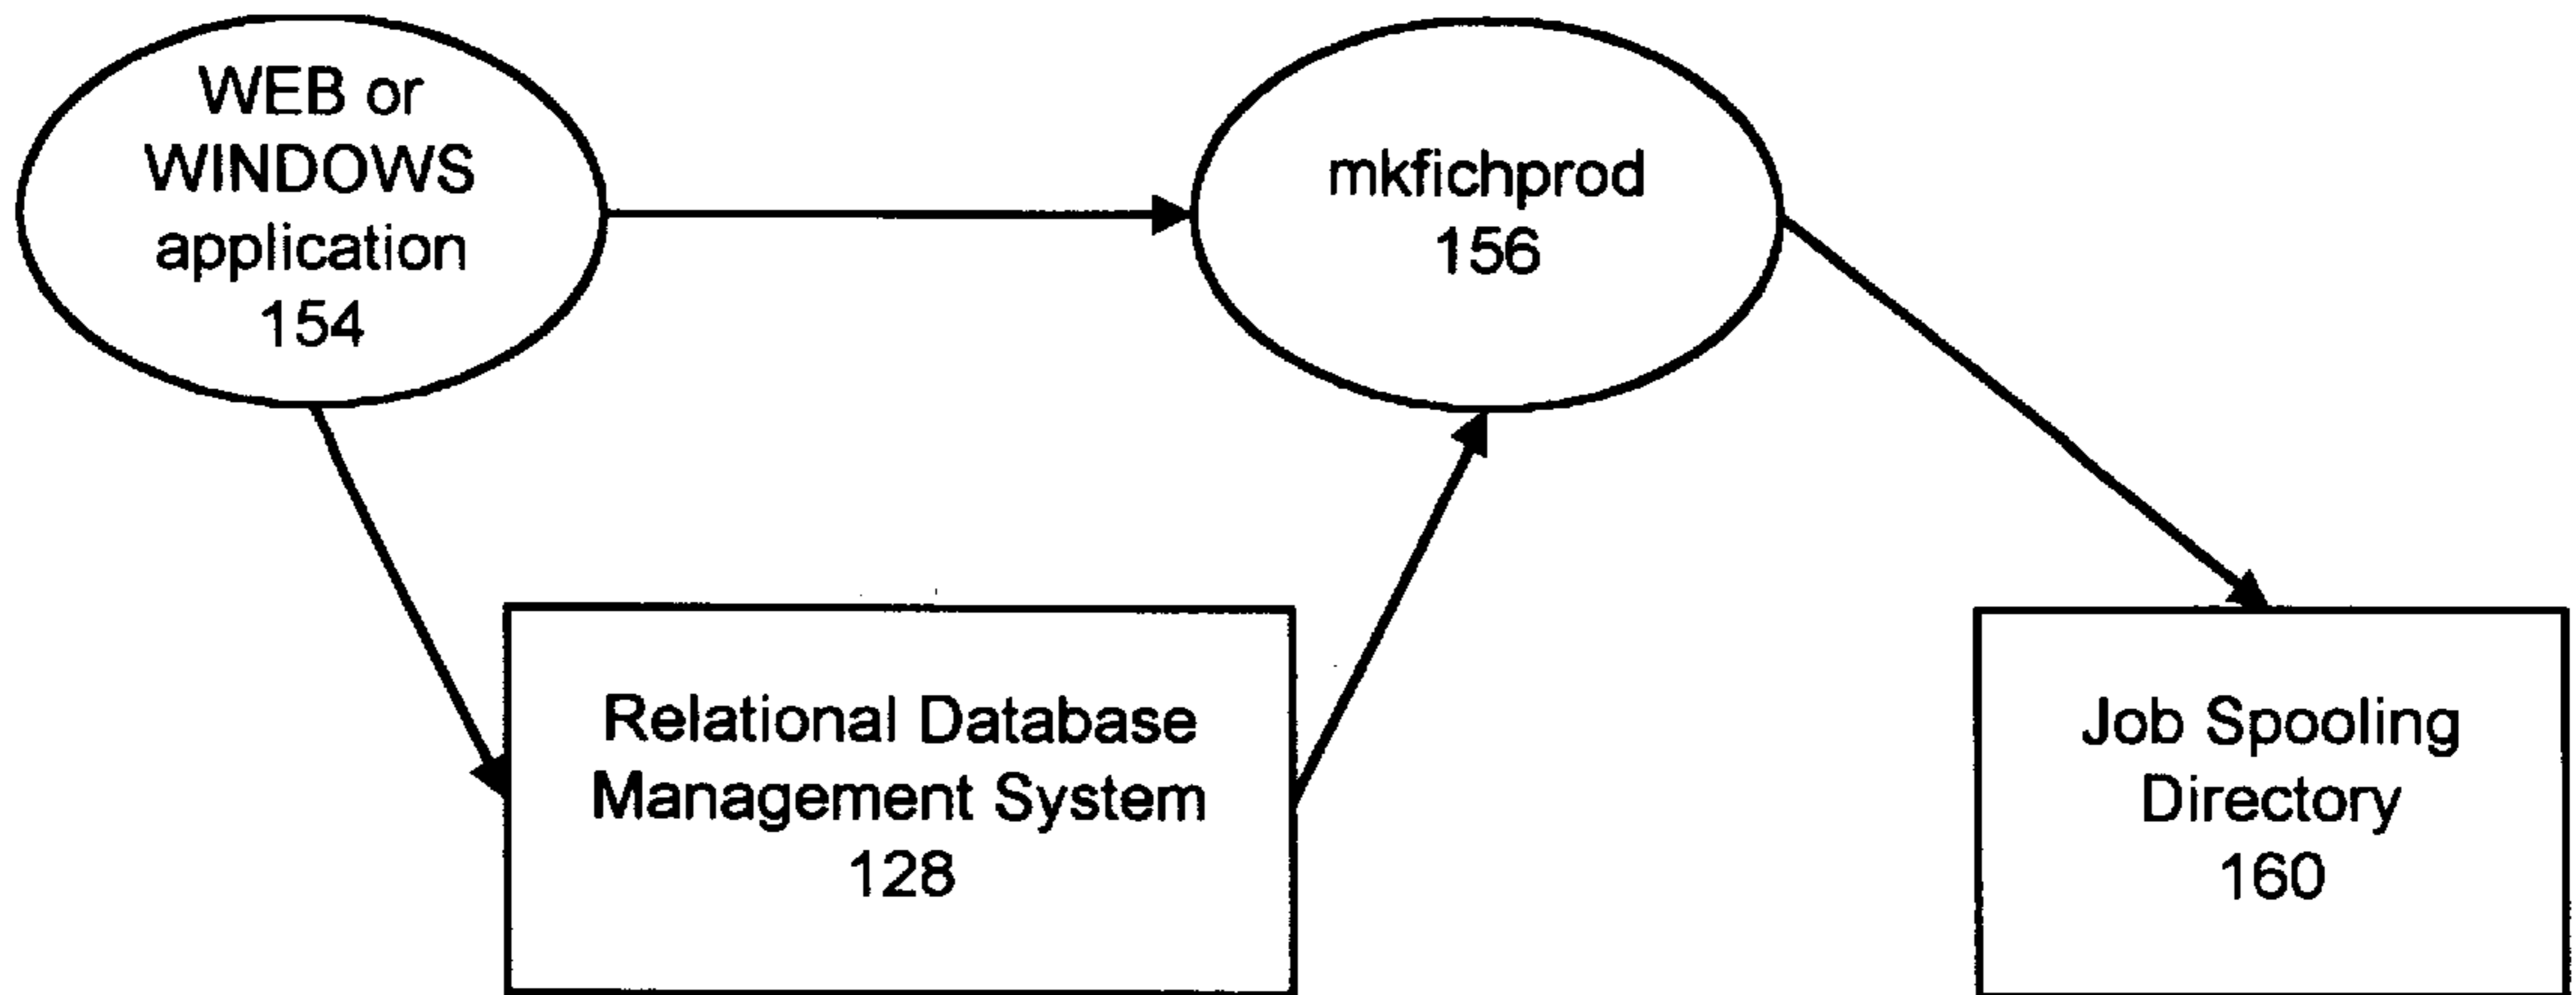 WEB or
WINDOWS
application
154
mkfichprod
156
Relational Database
Management System
128
Job Spooling
Directory
160